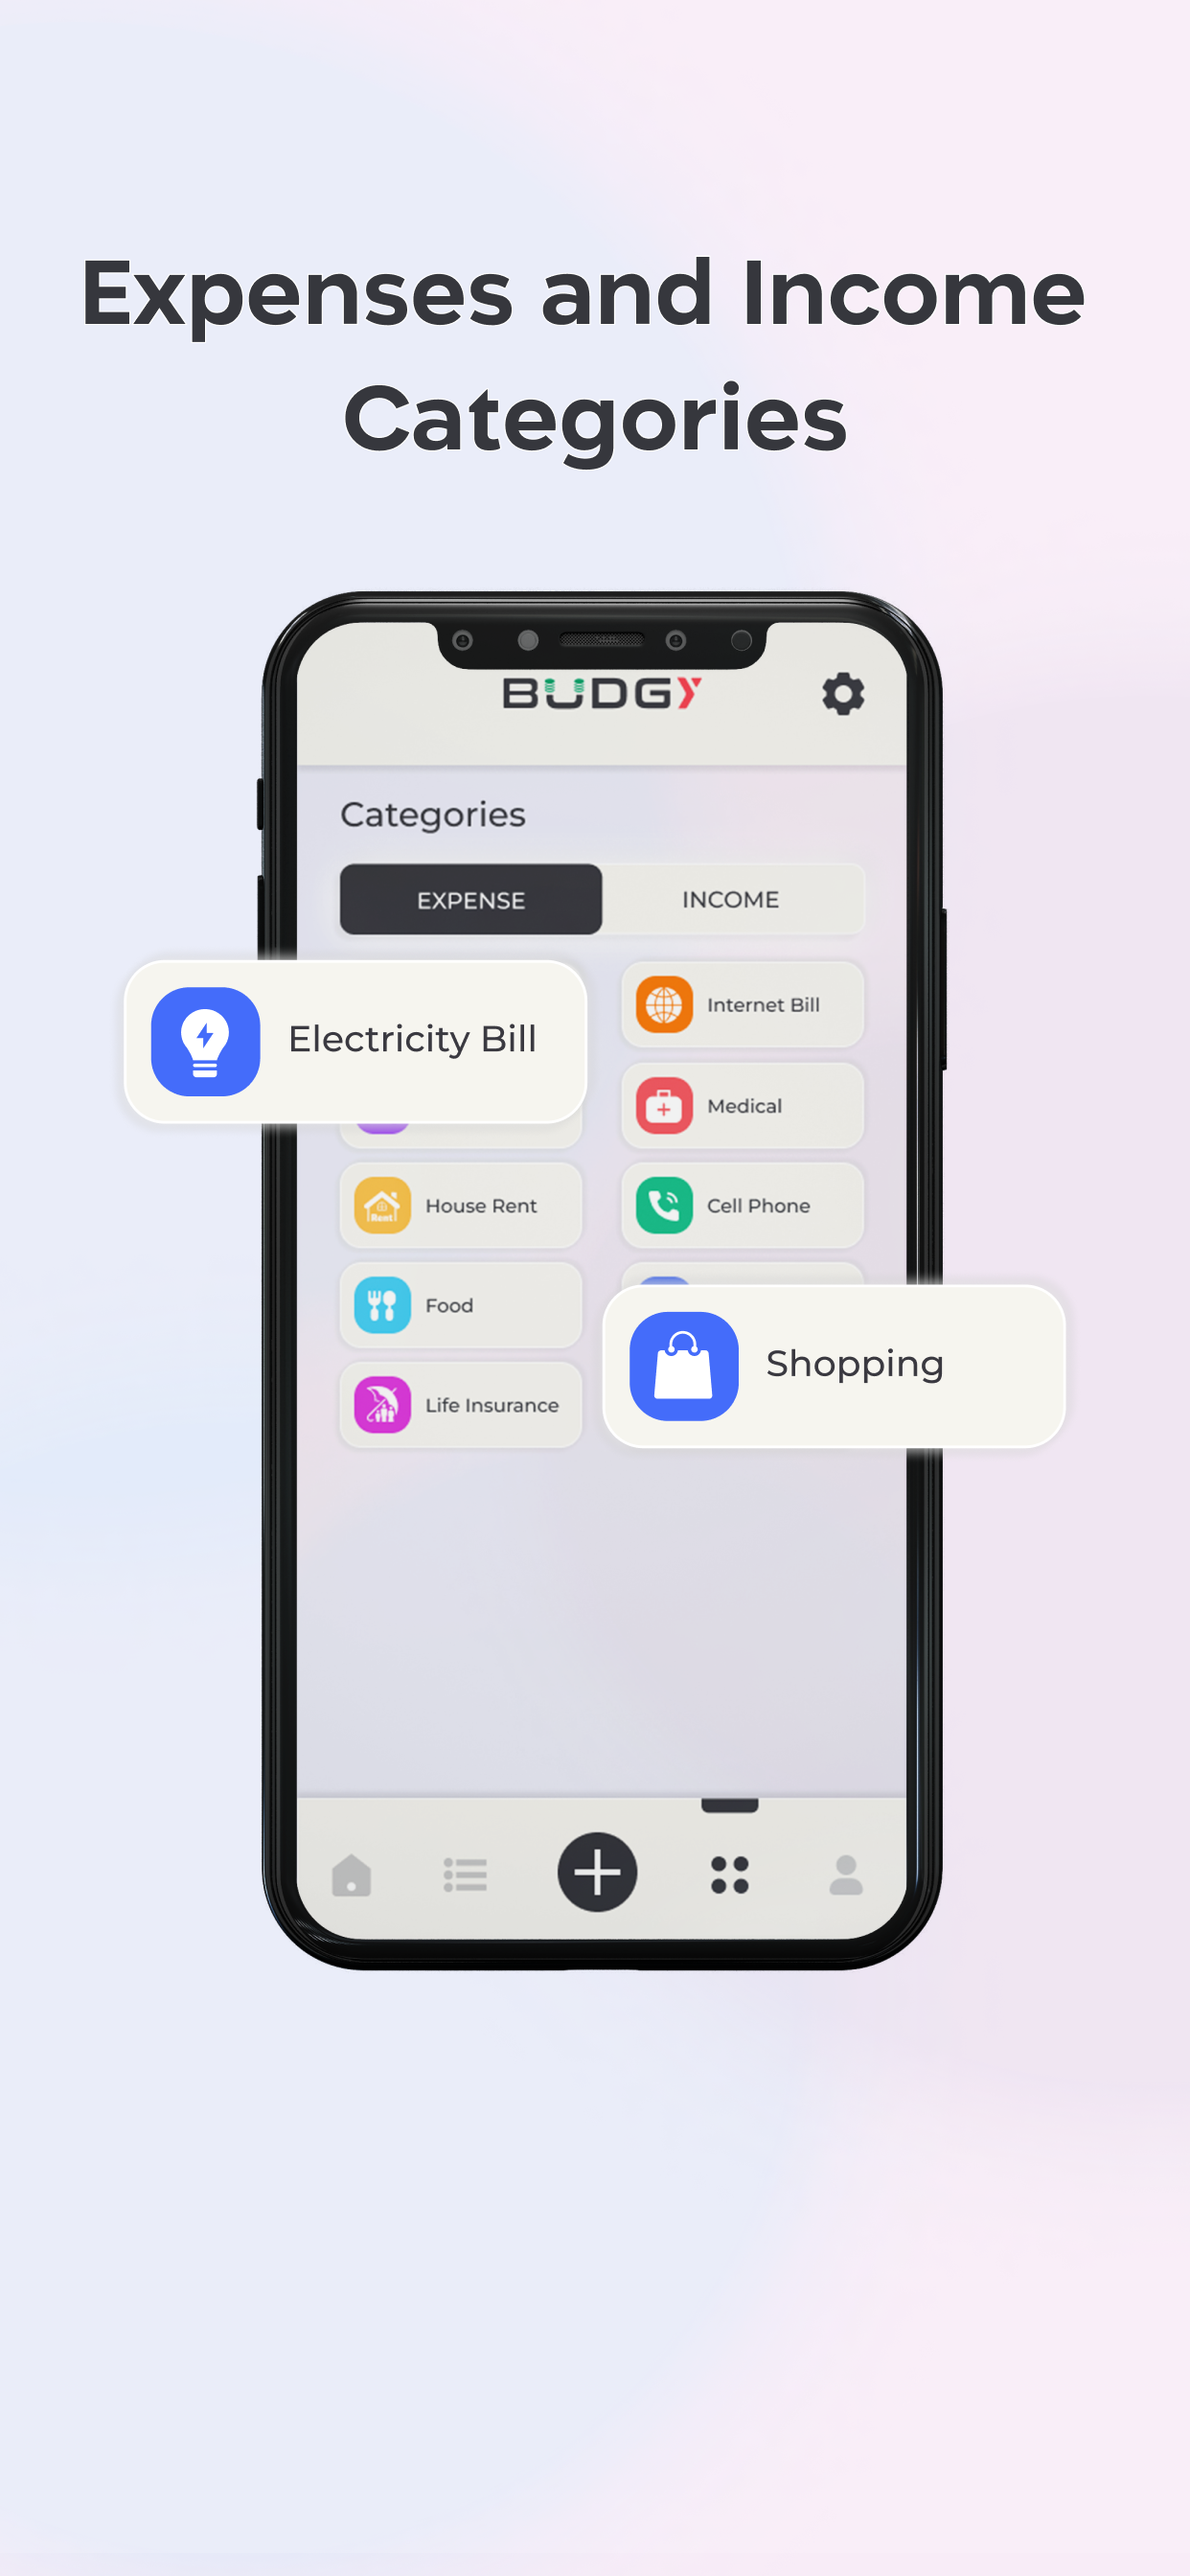 Expenses and Income
Categories
BUDGY
Categories
EXPENSE
INCOME
Electricity Bill
Internet Bill
Medical
House Rent
Cell Phone
Food
Shopping
Life Insurance
Rent